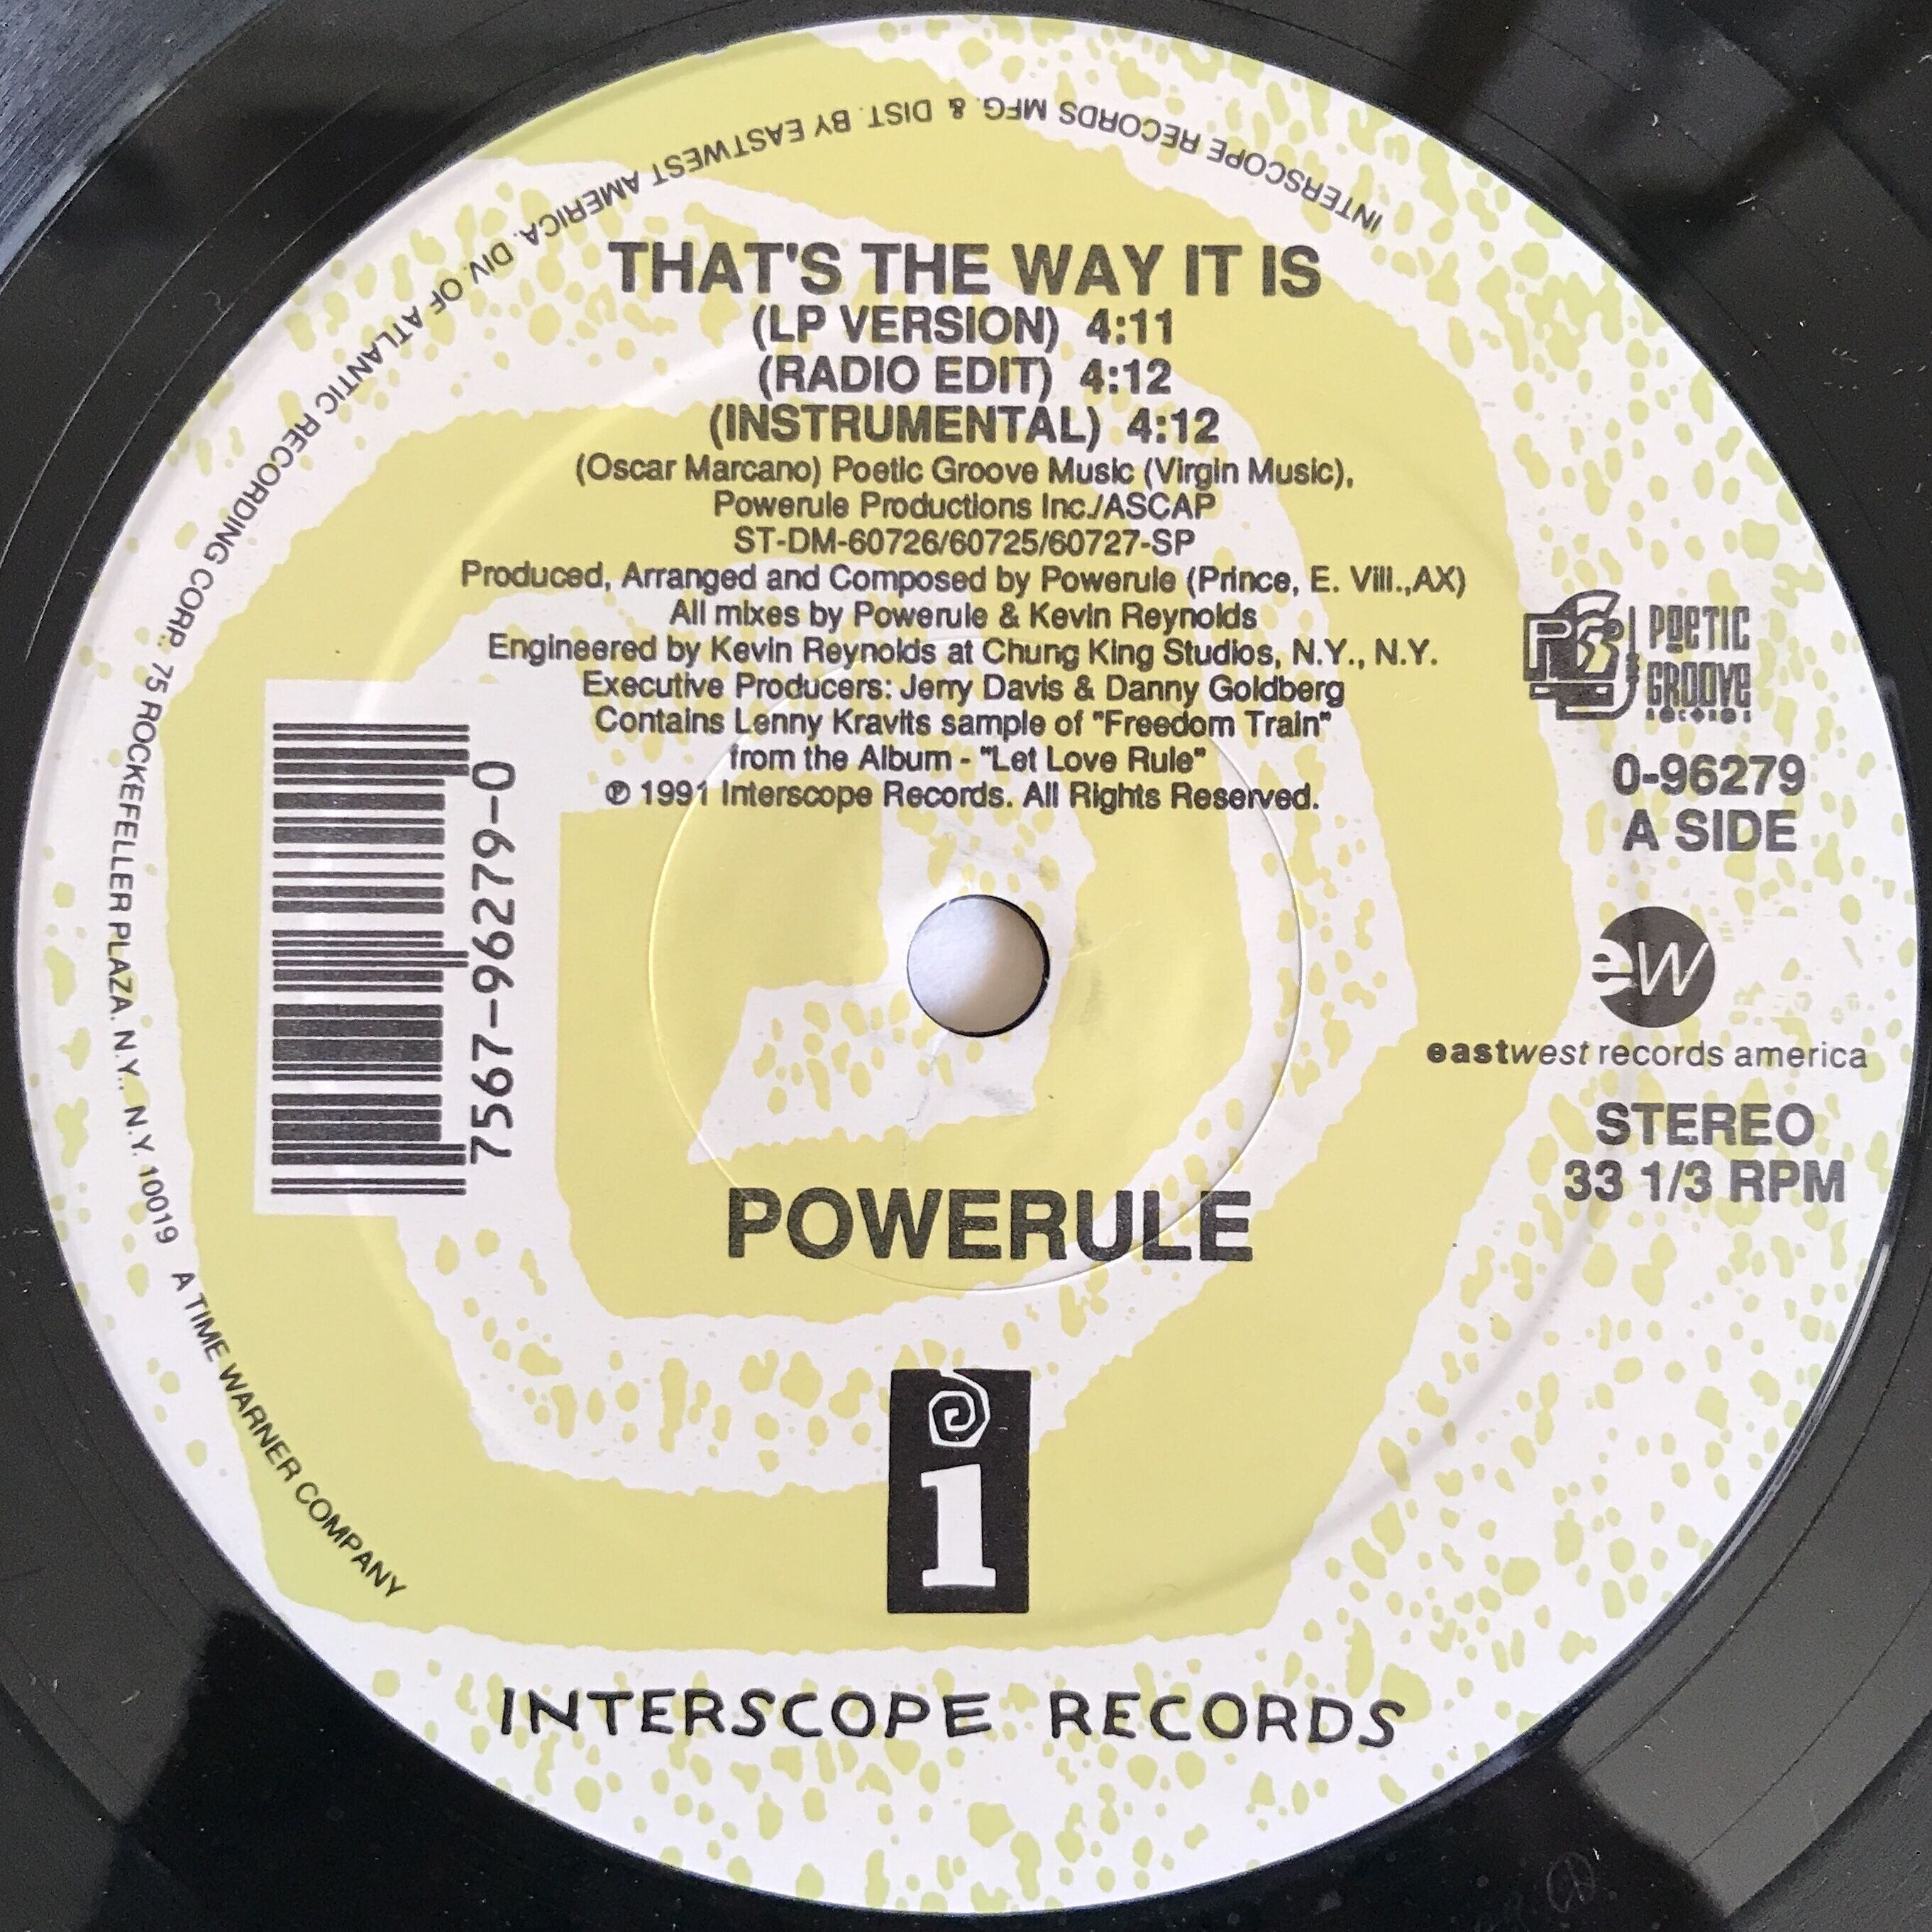 INTERSCOPE RECORDS MFG. & DIST. BY EASTWEST AMERICA. DIV. OF ATLANTIC RECORDING CORP.. 75 ROCKEFELLER PLAZA. N.Y.. N.Y. 10019 A TIME WARNER COMPANY
THAT'S THE WAY IT IS
(LP VERSION) 4:11
(RADIO EDIT) 4:12
(INSTRUMENTAL) 4:12
(Oscar Marcano) Poetic Groove Music (Virgin Music),
Powerule Productions Inc./ASCAP
ST-DM-60726/60725/60727-SP
Produced, Arranged and Composed by Powerule (Prince, E. Vill.,AX)
All mixes by Powerule & Kevin Reynolds
Engineered by Kevin Reynolds at Chung King Studios, N.Y., N.Y.
Executive Producers: Jerry Davis & Danny Goldberg
Contains Lenny Kravits sample of "Freedom Train"
from the Album - "Let Love Rule"
℗ 1991 Interscope Records. All Rights Reserved.
7567-96279-0
POETIC
GROOVE
RECORDS
0-96279
A SIDE
ew
eastwest records america
STEREO
33 1/3 RPM
POWERULE
i
INTERSCOPE RECORDS